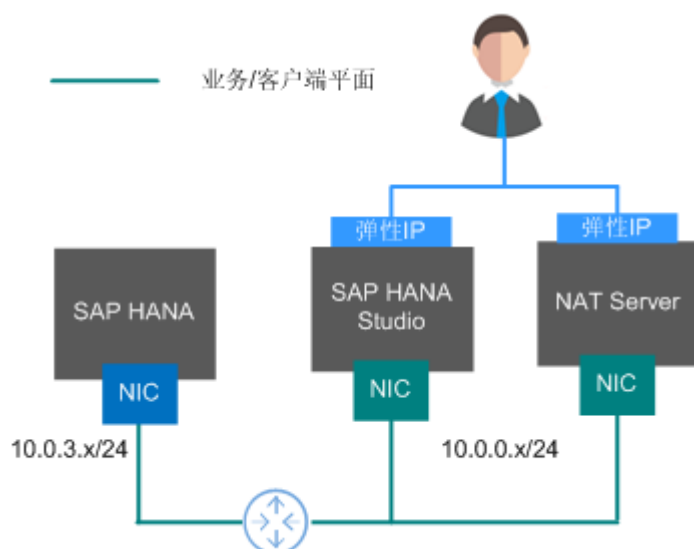 业务/客户端平面
弹性IP
弹性IP
SAP HANA
SAP HANA
Studio
NAT Server
NIC
NIC
NIC
10.0.3.x/24
10.0.0.x/24